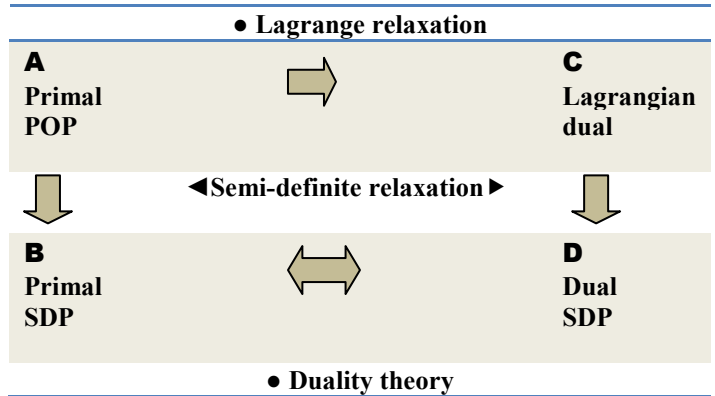 ● Lagrange relaxation
A
Primal
POP
C
Lagrangian
dual
◄Semi-definite relaxation►
B
Primal
SDP
D
Dual
SDP
● Duality theory